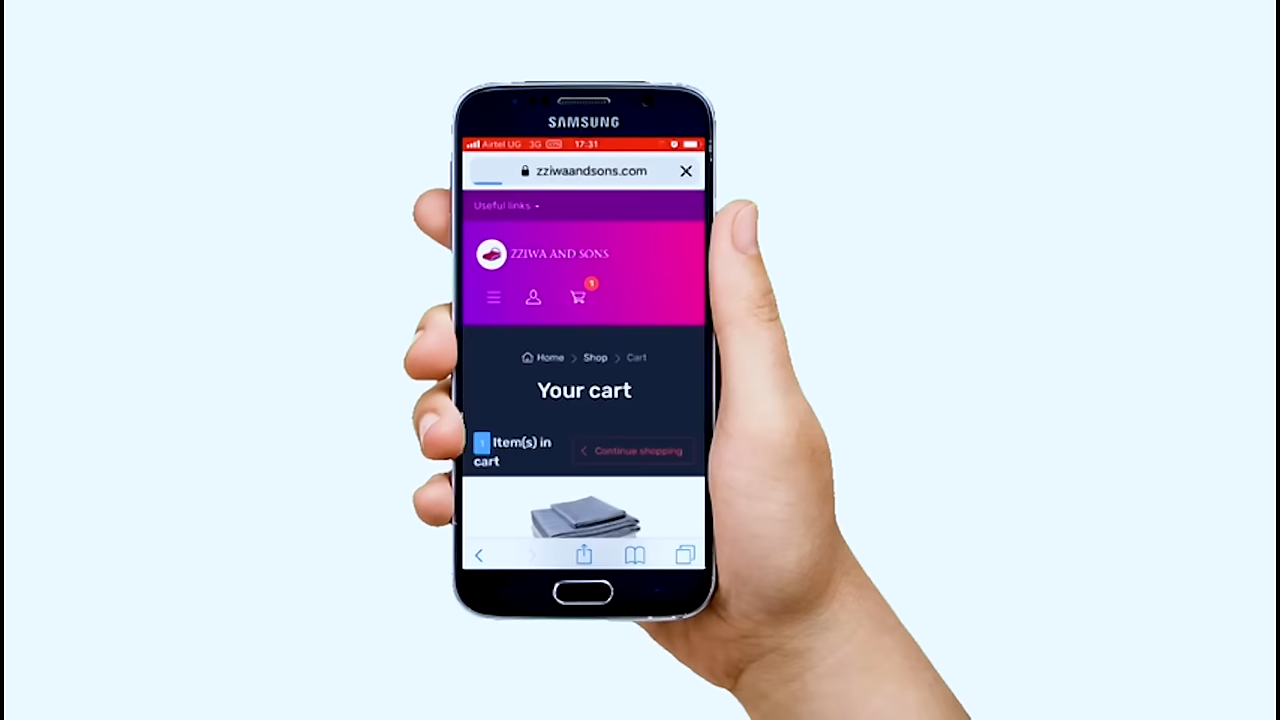 SAMSUNG
Airtel UG 3G VPN 17:31
zziwaandsons.com
Useful links
ZZIWA AND SONS
1
Home > Shop > Cart
Your cart
1 Item(s) in
cart
Continue shopping